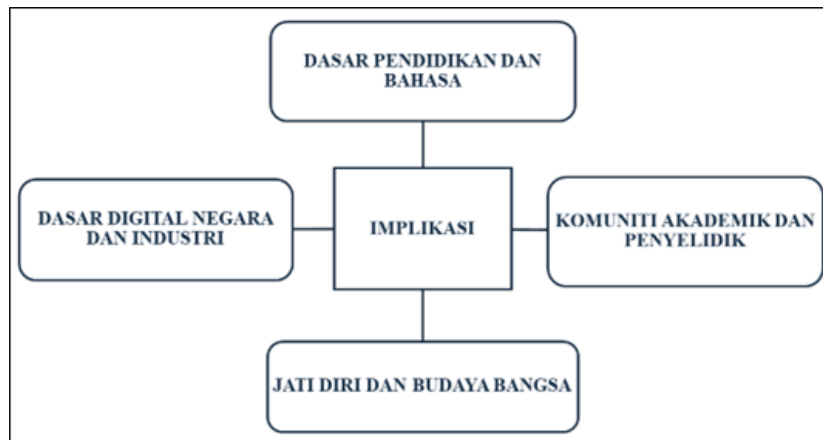 DASAR PENDIDIKAN DAN
BAHASA
DASAR DIGITAL NEGARA
DAN INDUSTRI
IMPLIKASI
KOMUNITI AKADEMIK DAN
PENYELIDIK
JATI DIRI DAN BUDAYA BANGSA